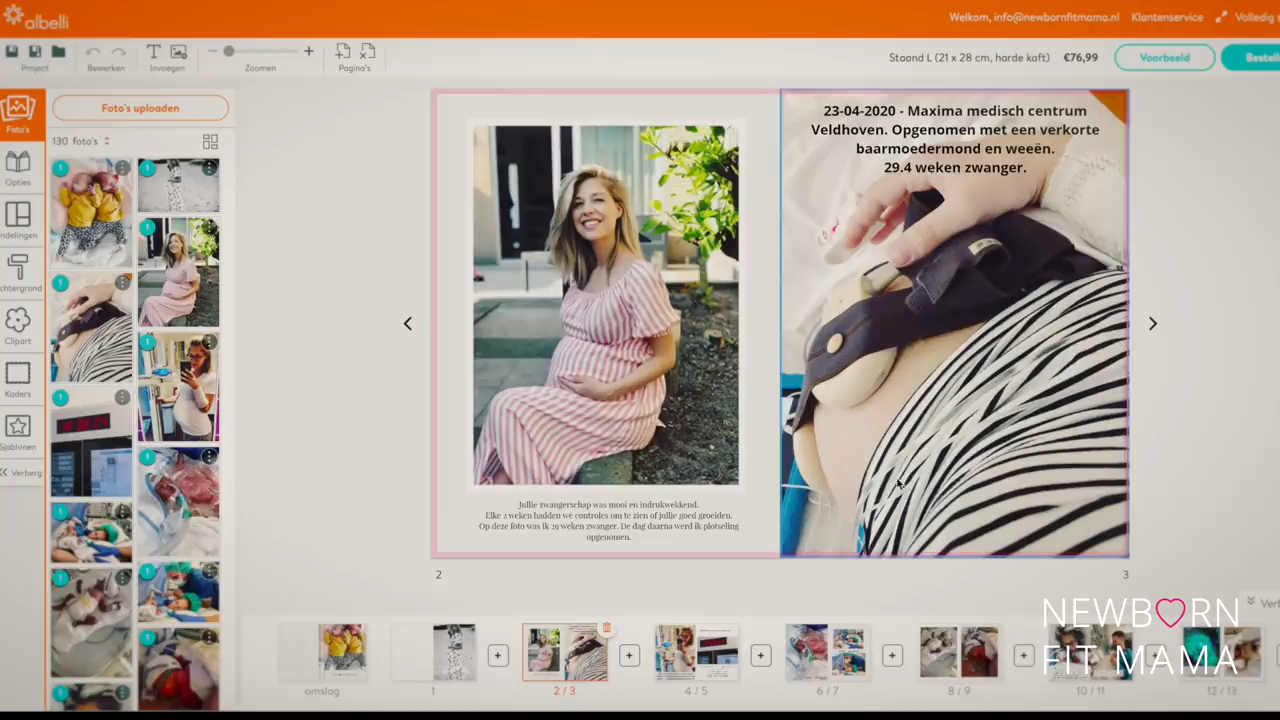 albelli
Welkom, info@newbornfitmama.nl Klantenservice Volledig
Project
Bewerken
Invoegen
Zoomen
Pagina's
Staand L (21 x 28 cm, harde kaft) €76,99 Voorbeeld Bestell
Foto's
Opties
ndelingen
chtergrond
Clipart
Kaders
Sjablonen
Verberg
Foto's uploaden
130 foto's
Jullie zwangerschap was mooi en indrukwekkend.
Elke 2 weken hadden we controles om te zien of jullie goed groeiden.
Op deze foto was ik 29 weken zwanger. De dag daarna werd ik plotseling
opgenomen.
23-04-2020 - Maxima medisch centrum
Veldhoven. Opgenomen met een verkorte
baarmoedermond en weeën.
29.4 weken zwanger.
2
3
Ver
omslag
1
2 / 3
4 / 5
6 / 7
8 / 9
10 / 11
12 / 13
NEWBORN
FIT MAMA